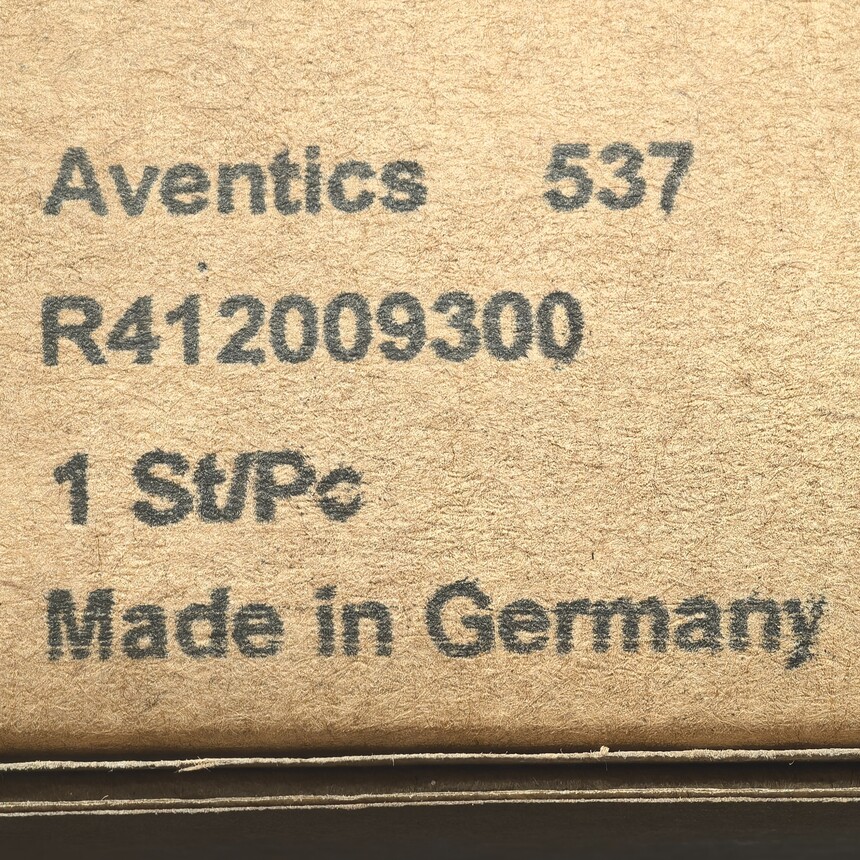 Aventics 537
R412009300
1 St/Pc
Made in Germany